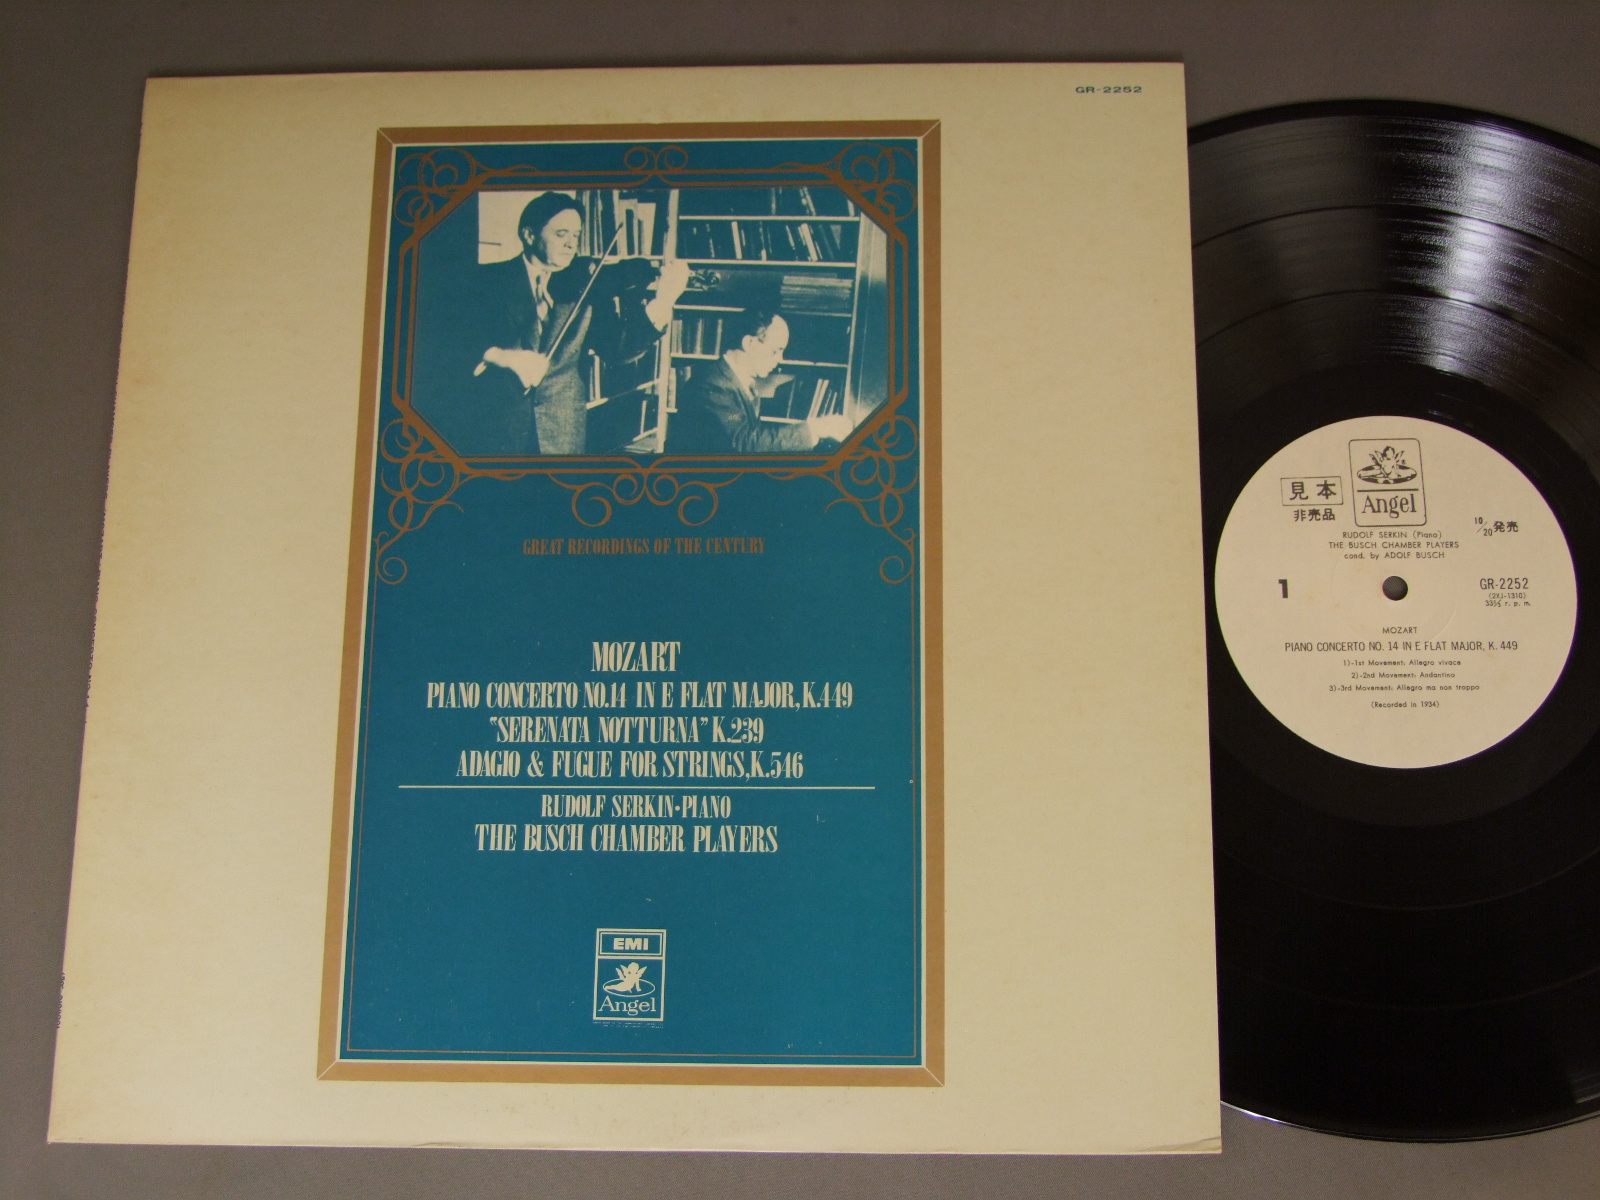 GR-2252
GREAT RECORDINGS OF THE CENTURY
MOZART
PIANO CONCERTO NO.14 IN E FLAT MAJOR, K.449
"SERENATA NOTTURNA" K.239
ADAGIO & FUGUE FOR STRINGS, K.546
RUDOLF SERKIN·PIANO
THE BUSCH CHAMBER PLAYERS
EMI
Angel
見本
非売品
Angel
10/20発売
RUDOLF SERKIN (Piano)
THE BUSCH CHAMBER PLAYERS
cond. by ADOLF BUSCH
1
GR-2252
(2XJ-1310)
33⅓ r. p. m.
MOZART
PIANO CONCERTO NO. 14 IN E FLAT MAJOR, K. 449
1)-1st Movement: Allegro vivace
2)-2nd Movement: Andantino
3)-3rd Movement: Allegro ma non troppo
(Recorded in 1934)